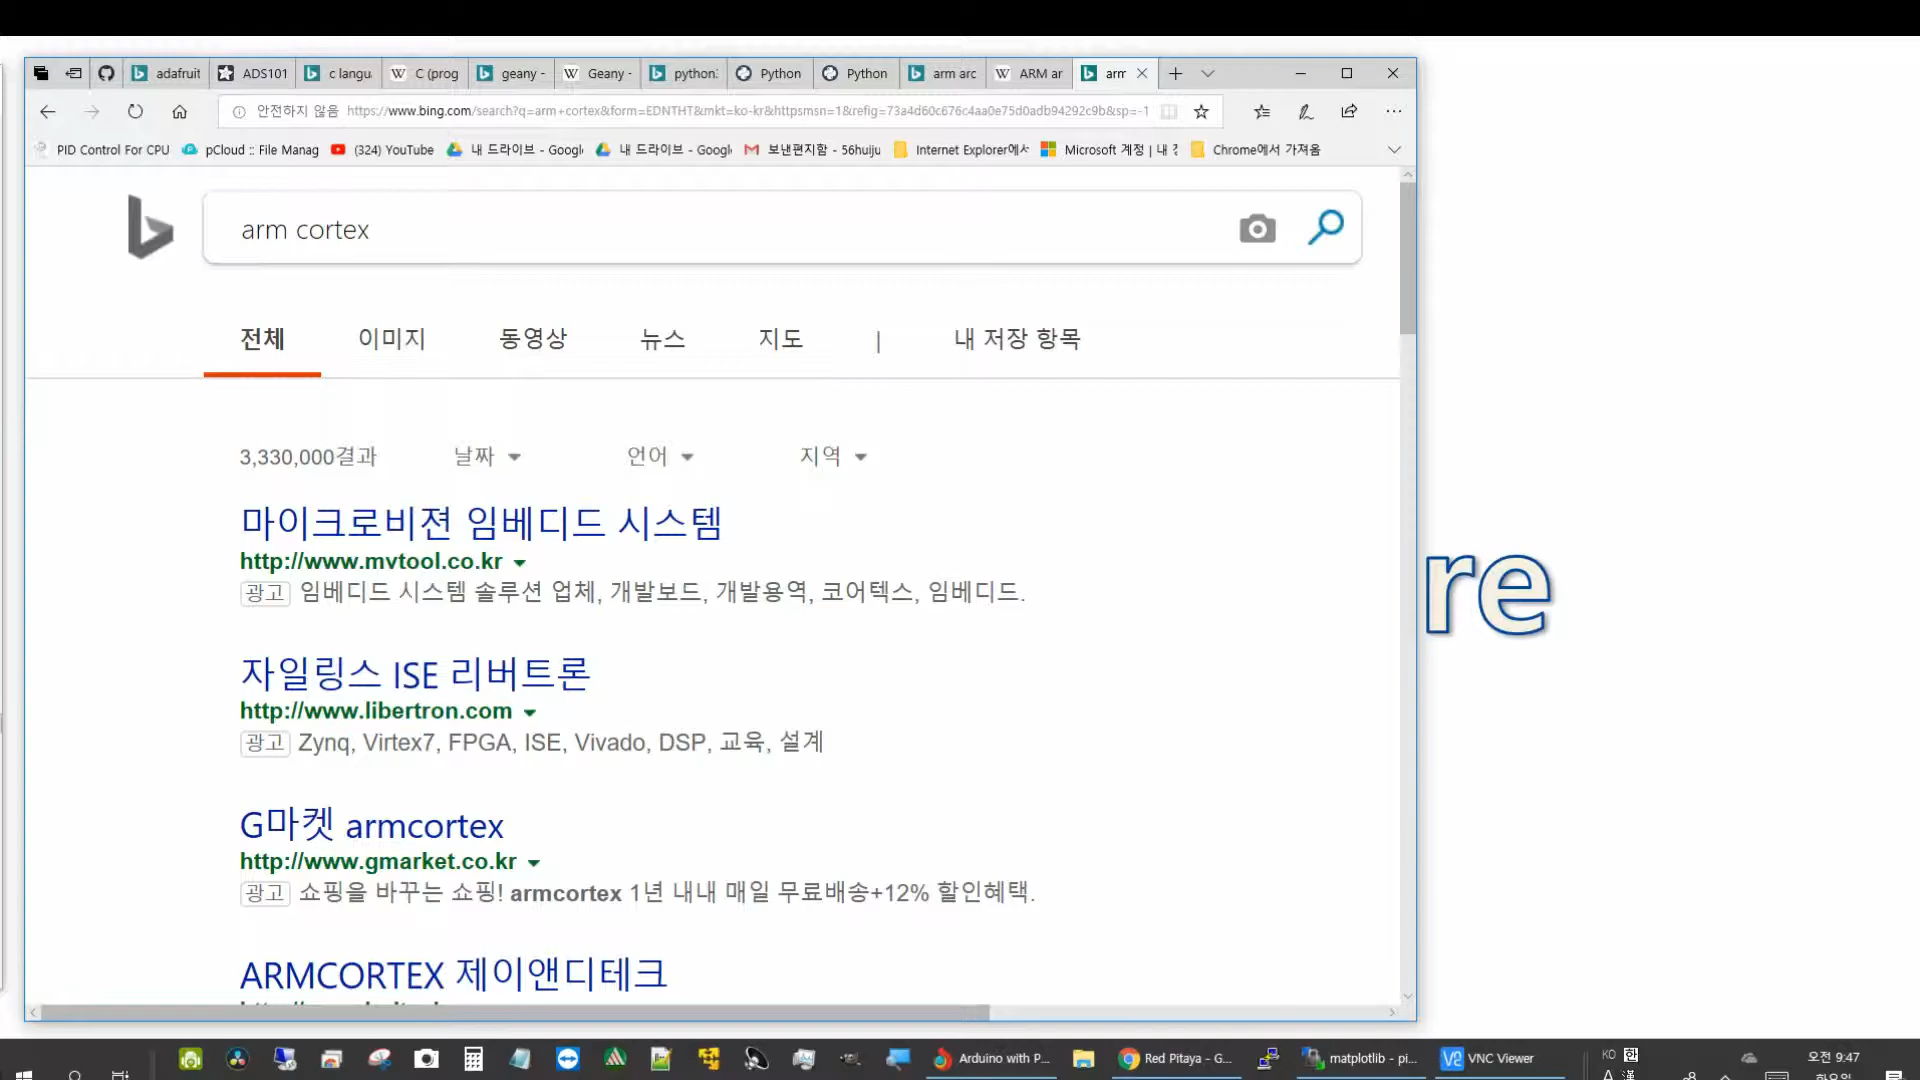 adafruit ADS101 c langu W C (prog geany - W Geany - python: Python Python arm arc W ARM ar arm
안전하지 않음 https://www.bing.com/search?q=arm+cortex&form=EDNTHT&mkt=ko-kr&httpsmsn=1&refig=73a4d60c676c4aa0e75d0adb94292c9b&sp=-1
PID Control For CPU pCloud :: File Manag (324) YouTube 내 드라이브 - Googl 내 드라이브 - Googl 보낸편지함 - 56huiju Internet Explorer에서 Microsoft 계정 | 내 Chrome에서 가져옴
arm cortex
전체 이미지 동영상 뉴스 지도 | 내 저장 항목
3,330,000결과 날짜 언어 지역
마이크로비젼 임베디드 시스템
http://www.mvtool.co.kr
광고 임베디드 시스템 솔루션 업체, 개발보드, 개발용역, 코어텍스, 임베디드.
re
자일링스 ISE 리버트론
http://www.libertron.com
광고 Zynq, Virtex7, FPGA, ISE, Vivado, DSP, 교육, 설계
G마켓 armcortex
http://www.gmarket.co.kr
광고 쇼핑을 바꾸는 쇼핑! armcortex 1년 내내 매일 무료배송+12% 할인혜택.
ARMCORTEX 제이앤디테크
Arduino with P... Red Pitaya - G... matplotlib - pi... VNC Viewer KO 한 오전 9:47